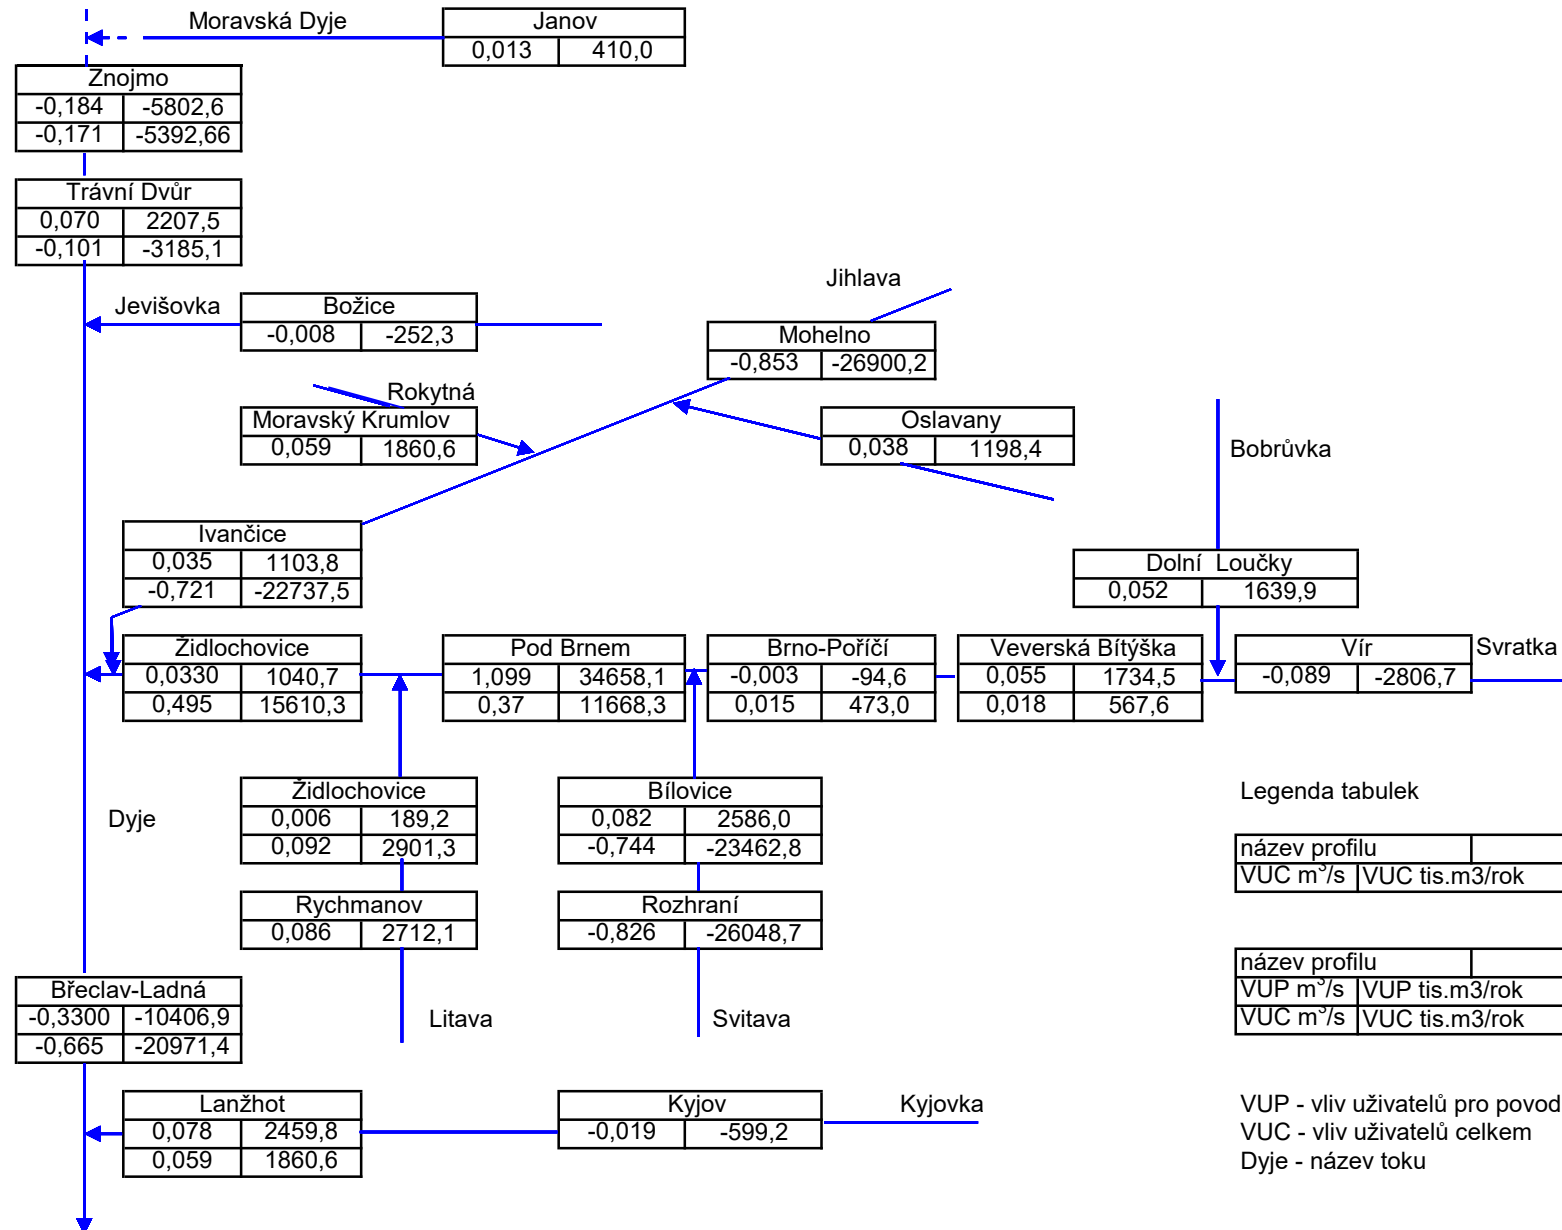 Moravská Dyje
Janov
0,013 410,0
Znojmo
-0,184 -5802,6
-0,171 -5392,66
Trávní Dvůr
0,070 2207,5
-0,101 -3185,1
Jihlava
Jevišovka
Božice
-0,008 -252,3
Mohelno
-0,853 -26900,2
Rokytná
Moravský Krumlov
0,059 1860,6
Oslavany
0,038 1198,4
Bobrůvka
Ivančice
0,035 1103,8
-0,721 -22737,5
Dolní Loučky
0,052 1639,9
Židlochovice
0,0330 1040,7
0,495 15610,3
Pod Brnem
1,099 34658,1
0,37 11668,3
Brno-Poříčí
-0,003 -94,6
0,015 473,0
Veverská Bítýška
0,055 1734,5
0,018 567,6
Vír
-0,089 -2806,7
Svratka
Židlochovice
0,006 189,2
0,092 2901,3
Bílovice
0,082 2586,0
-0,744 -23462,8
Dyje
Rychmanov
0,086 2712,1
Rozhraní
-0,826 -26048,7
Litava
Svitava
Břeclav-Ladná
-0,3300 -10406,9
-0,665 -20971,4
Lanžhot
0,078 2459,8
0,059 1860,6
Kyjov
-0,019 -599,2
Kyjovka
Legenda tabulek
název profilu
VUC m³/s VUC tis.m3/rok
název profilu
VUP m³/s VUP tis.m3/rok
VUC m³/s VUC tis.m3/rok
VUP - vliv uživatelů pro povod
VUC - vliv uživatelů celkem
Dyje - název toku